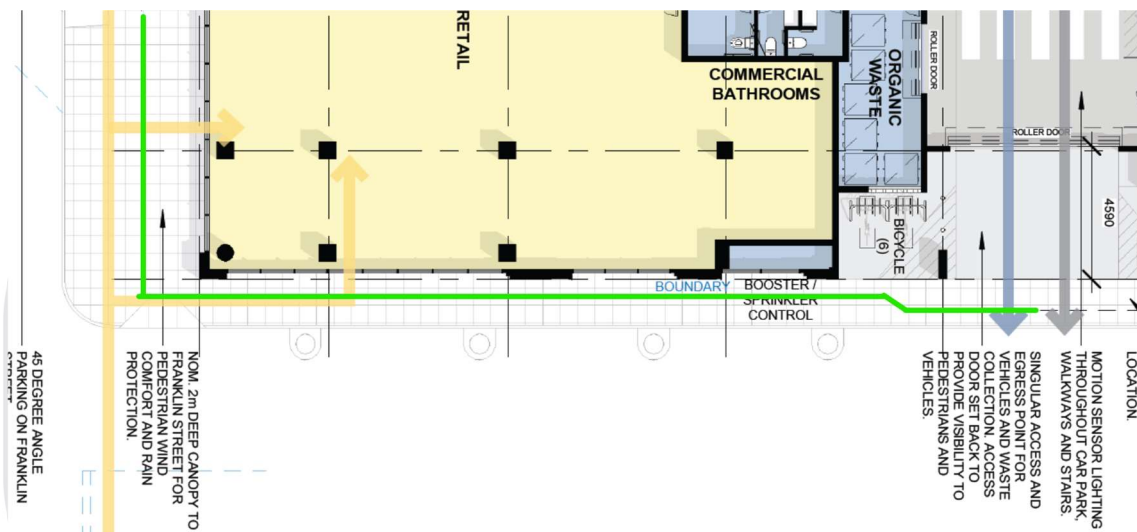 RETAIL
COMMERCIAL
BATHROOMS
ORGANIC
WASTE
ROLLER DOOR
ROLLER DOOR
4590
BICYCLE
(6)
BOUNDARY
BOOSTER /
SPRINKLER
CONTROL
45 DEGREE ANGLE
PARKING ON FRANKLIN
STREET
NOM. 2m DEEP CANOPY TO
FRANKLIN STREET FOR
PEDESTRIAN WIND
COMFORT AND RAIN
PROTECTION.
SINGULAR ACCESS AND
EGRESS POINT FOR
VEHICLES AND WASTE
COLLECTION. ACCESS
DOOR SET BACK TO
PROVIDE VISIBILITY TO
PEDESTRIANS AND
VEHICLES.
MOTION SENSOR LIGHTING
THROUGHOUT CAR PARK,
WALKWAYS AND STAIRS.
LOCATION.